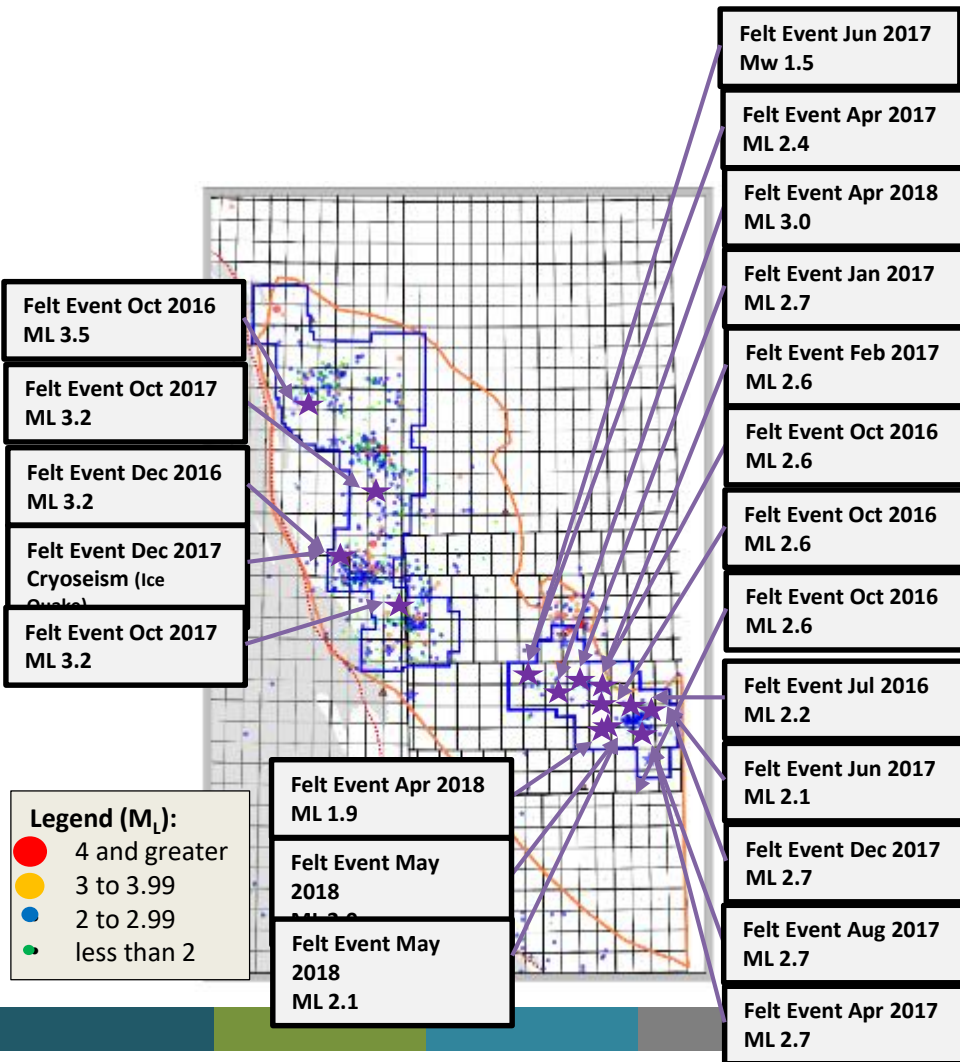 Felt Event Jun 2017
Mw 1.5
Felt Event Apr 2017
ML 2.4
Felt Event Apr 2018
ML 3.0
Felt Event Jan 2017
ML 2.7
Felt Event Feb 2017
ML 2.6
Felt Event Oct 2016
ML 2.6
Felt Event Oct 2016
ML 2.6
Felt Event Oct 2016
ML 2.6
Felt Event Jul 2016
ML 2.2
Felt Event Jun 2017
ML 2.1
Felt Event Dec 2017
ML 2.7
Felt Event Aug 2017
ML 2.7
Felt Event Apr 2017
ML 2.7
Felt Event Oct 2016
ML 3.5
Felt Event Oct 2017
ML 3.2
Felt Event Dec 2016
ML 3.2
Felt Event Dec 2017
Cryoseism (Ice
Felt Event Oct 2017
ML 3.2
Felt Event Apr 2018
ML 1.9
Felt Event May
2018
Felt Event May
2018
ML 2.1
Legend (ML):
4 and greater
3 to 3.99
2 to 2.99
less than 2